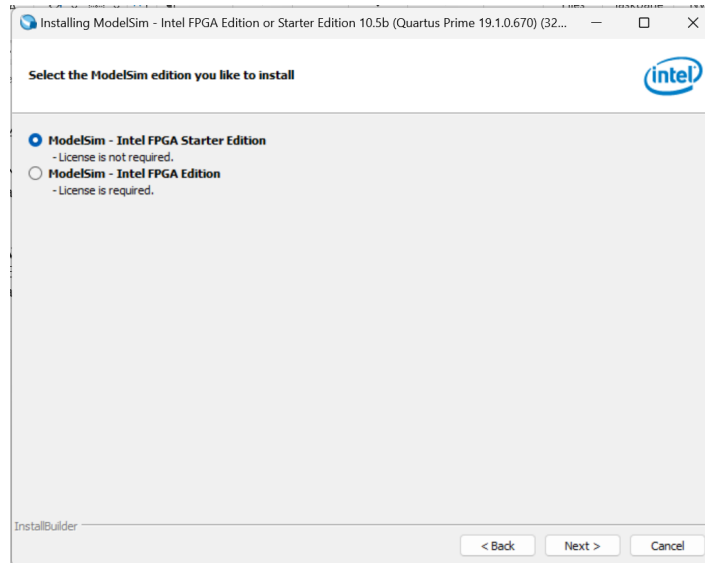 Installing ModelSim - Intel FPGA Edition or Starter Edition 10.5b (Quartus Prime 19.1.0.670) (32...
Select the ModelSim edition you like to install
intel
ModelSim - Intel FPGA Starter Edition
- License is not required.
ModelSim - Intel FPGA Edition
- License is required.
InstallBuilder
< Back
Next >
Cancel